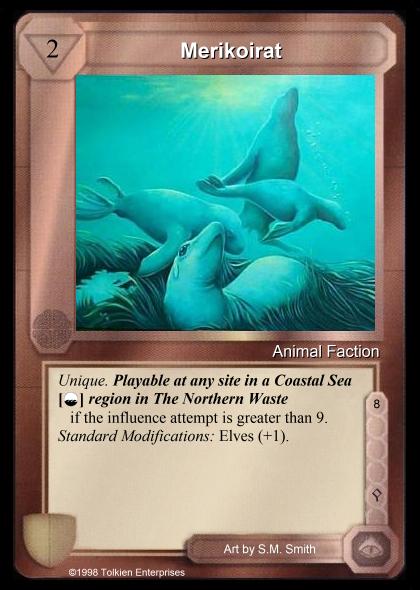 2
Merikoirat
Animal Faction
Unique. Playable at any site in a Coastal Sea
[] region in The Northern Waste
if the influence attempt is greater than 9.
Standard Modifications: Elves (+1).
8
Art by S.M. Smith
©1998 Tolkien Enterprises